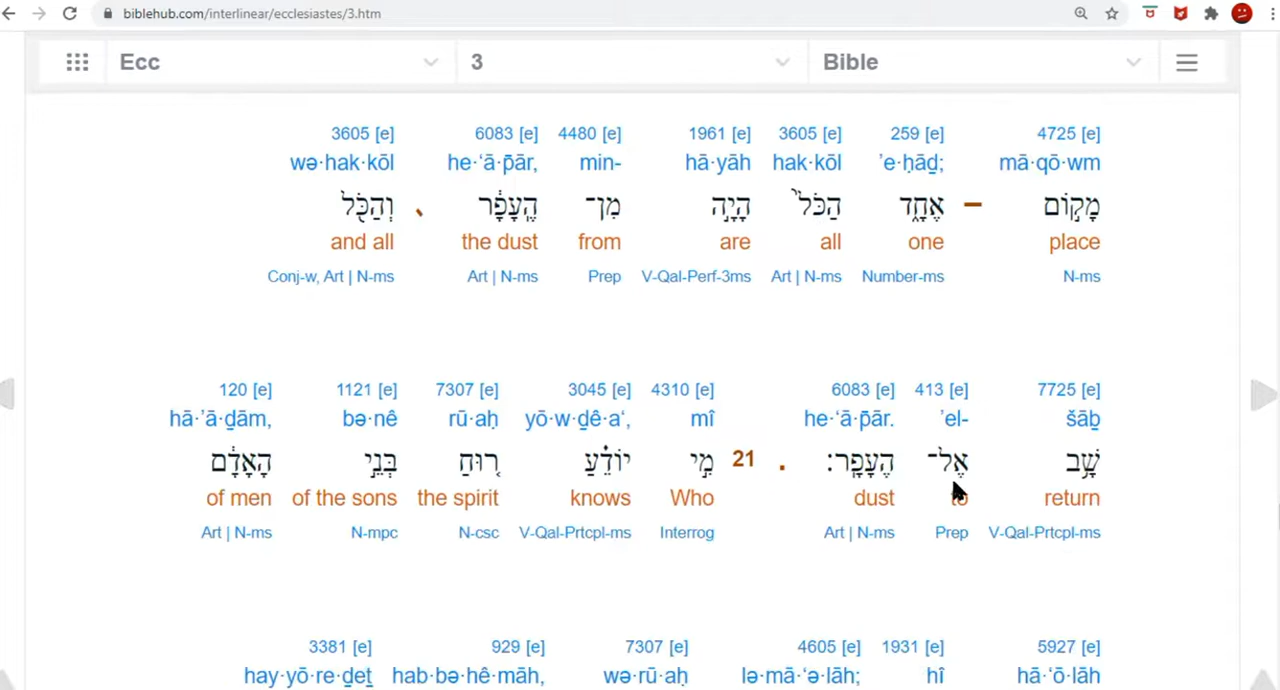 biblehub.com/interlinear/ecclesiastes/3.htm
Ecc 3 Bible
3605 [e] 6083 [e] 4480 [e] 1961 [e] 3605 [e] 259 [e] 4725 [e]
wə·hak·kōl he·‘ā·p̄ār, min- hā·yāh hak·kōl ’e·ḥāḏ; mā·qō·wm
מָק֣וֹם – אֶחָ֑ד הַכֹּל֙ הָיָ֣ה מִן־ הֶֽעָפָ֔ר 、 וְהַכֹּ֖ל
and all the dust from are all one place
Conj-w, Art | N-ms Art | N-ms Prep V-Qal-Perf-3ms Art | N-ms Number-ms N-ms
120 [e] 1121 [e] 7307 [e] 3045 [e] 4310 [e] 6083 [e] 413 [e] 7725 [e]
hā·’ā·ḏām, bə·nê rū·aḥ yō·w·ḏê·a‘, mî he·‘ā·p̄ār. ’el- šāḇ
שָׁ֥ב אֶל־ הֶעָפָֽר׃ . 21 מִ֣י יוֹדֵ֗עַ ר֚וּחַ בְּנֵ֣י הָאָדָ֔ם
of men of the sons the spirit knows Who dust to return
Art | N-ms N-mpc N-csc V-Qal-Prtcpl-ms Interrog Art | N-ms Prep V-Qal-Prtcpl-ms
3381 [e] 929 [e] 7307 [e] 4605 [e] 1931 [e] 5927 [e]
hay·yō·re·ḏeṯ hab·bə·hê·māh, wə·rū·aḥ lə·mā·‘ə·lāh; hî hā·‘ō·lāh